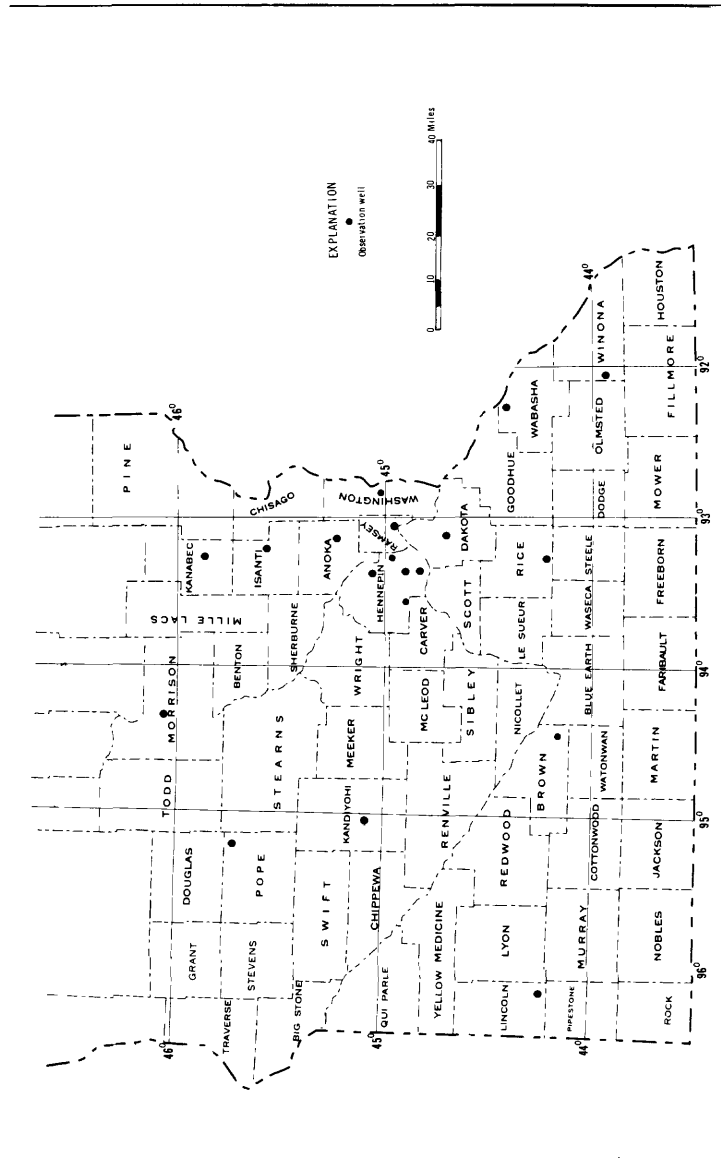 EXPLANATION
Observation well
0 10 20 30 40 Miles
46°
46°
PINE
KANABEC
MILLE LACS
MORRISON
TODD
DOUGLAS
GRANT
TRAVERSE
STEVENS
POPE
STEARNS
BENTON
SHERBURNE
ISANTI
CHISAGO
ANOKA
WASHINGTON
RAMSEY
HENNEPIN
WRIGHT
MEEKER
KANDIYOHI
SWIFT
BIG STONE
CHIPPEWA
QUI PARLE
45°
45°
CARVER
MC LEOD
RENVILLE
YELLOW MEDICINE
SIBLEY
SCOTT
DAKOTA
GOODHUE
WABASHA
RICE
LE SUEUR
NICOLLET
BROWN
REDWOOD
LYON
LINCOLN
PIPESTONE
MURRAY
COTTONWOOD
WATONWAN
BLUE EARTH
WASECA
STEELE
DODGE
OLMSTED
WINONA
44°
44°
ROCK
NOBLES
JACKSON
MARTIN
FARIBAULT
FREEBORN
MOWER
FILLMORE
HOUSTON
96°
95°
94°
93°
92°